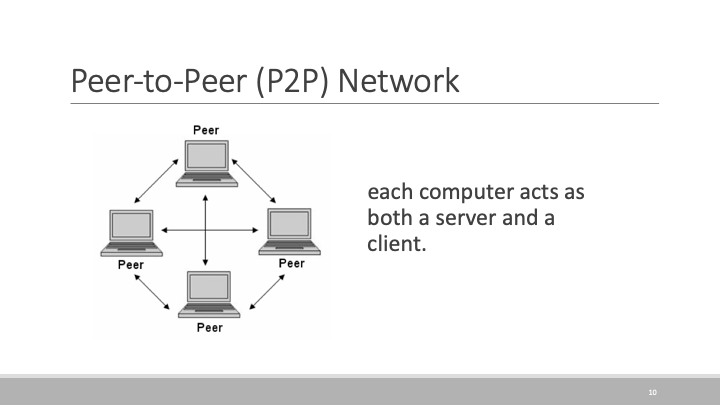 Peer-to-Peer (P2P) Network
Peer
Peer
Peer
Peer
each computer acts as
both a server and a
client.
10